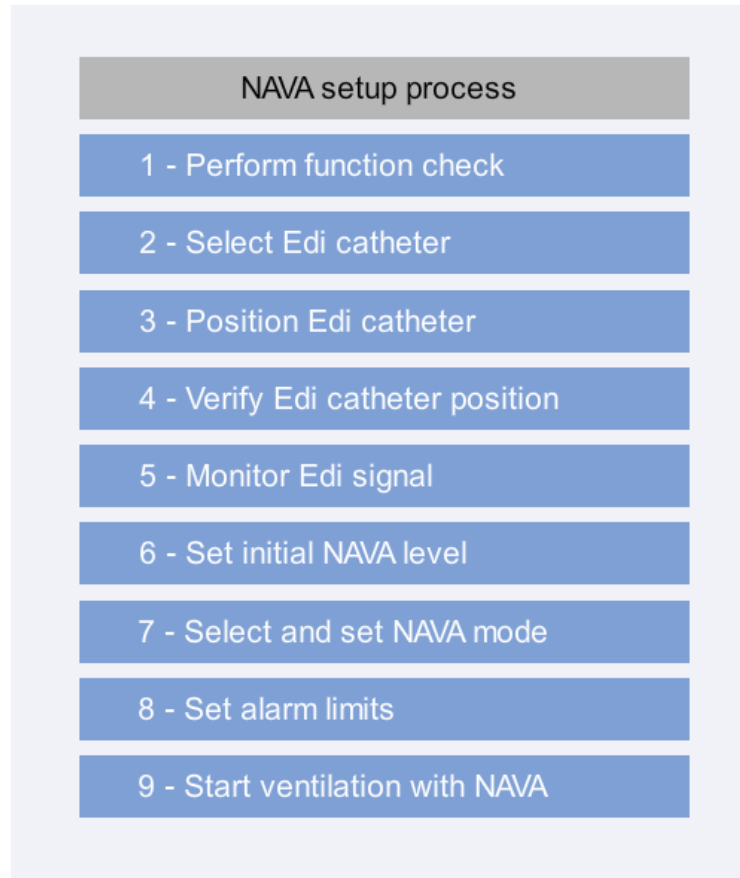 NAVA setup process
1 - Perform function check
2 - Select Edi catheter
3 - Position Edi catheter
4 - Verify Edi catheter position
5 - Monitor Edi signal
6 - Set initial NAVA level
7 - Select and set NAVA mode
8 - Set alarm limits
9 - Start ventilation with NAVA